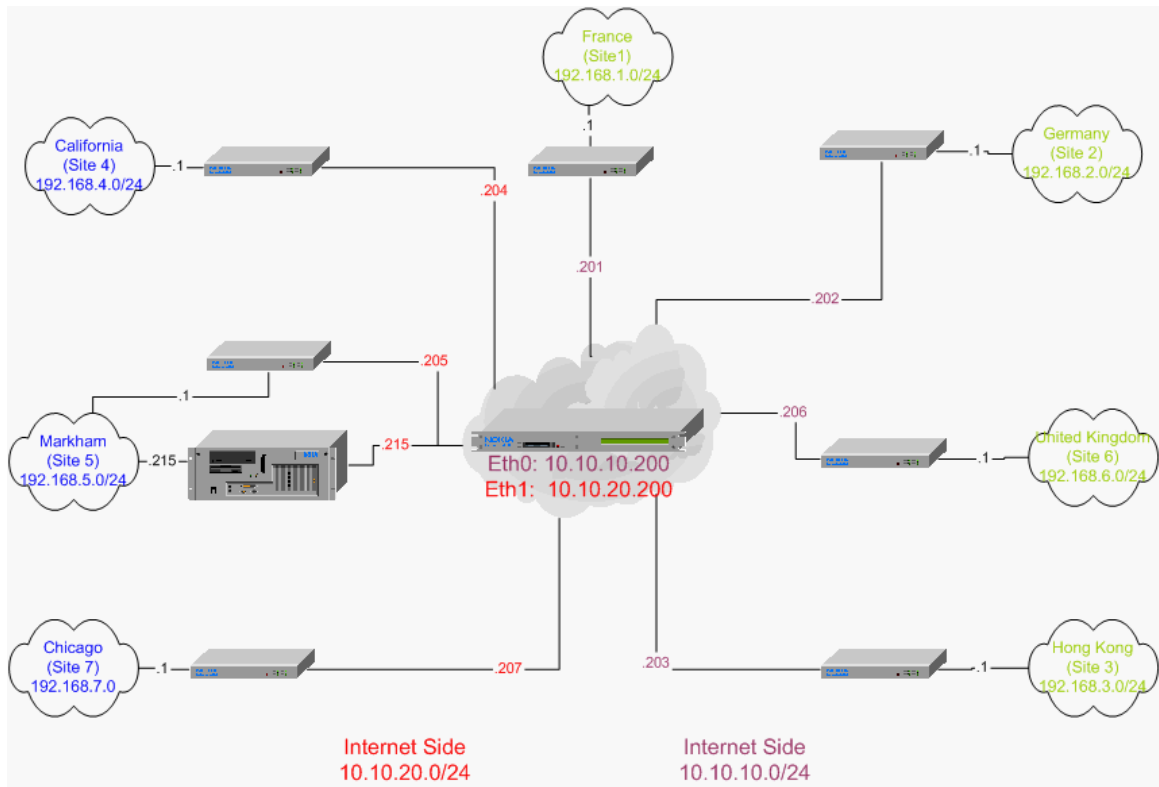 France
(Site1)
192.168.1.0/24
.1
California
(Site 4)
192.168.4.0/24
.1
.204
Germany
(Site 2)
192.168.2.0/24
.1
.201
.202
.205
.1
Markham
(Site 5)
192.168.5.0/24
.215
.215
NOKIA
Eth0: 10.10.10.200
Eth1: 10.10.20.200
.206
United Kingdom
(Site 6)
192.168.6.0/24
.1
Chicago
(Site 7)
192.168.7.0
.1
.207
.203
.1
Hong Kong
(Site 3)
192.168.3.0/24
Internet Side
10.10.20.0/24
Internet Side
10.10.10.0/24